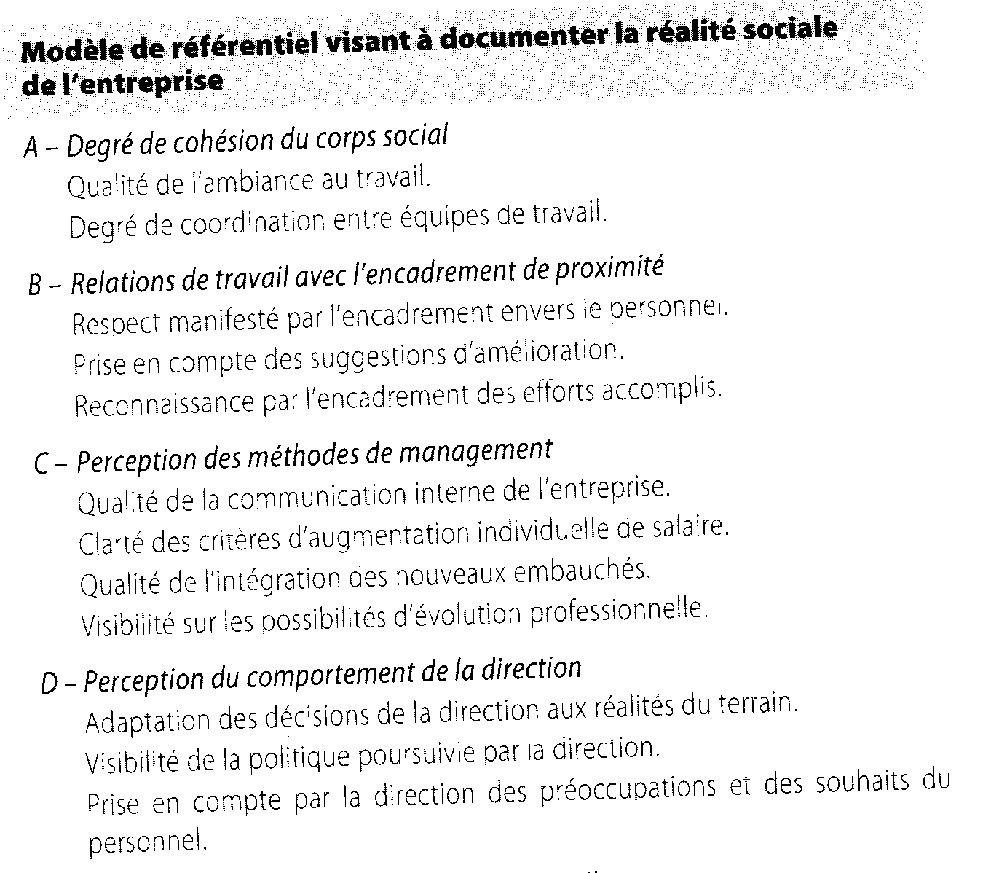 Modèle de référentiel visant à documenter la réalité sociale
de l'entreprise
A – Degré de cohésion du corps social
Qualité de l'ambiance au travail.
Degré de coordination entre équipes de travail.
B – Relations de travail avec l'encadrement de proximité
Respect manifesté par l'encadrement envers le personnel.
Prise en compte des suggestions d'amélioration.
Reconnaissance par l'encadrement des efforts accomplis.
C – Perception des méthodes de management
Qualité de la communication interne de l'entreprise.
Clarté des critères d'augmentation individuelle de salaire.
Qualité de l'intégration des nouveaux embauchés.
Visibilité sur les possibilités d'évolution professionnelle.
D – Perception du comportement de la direction
Adaptation des décisions de la direction aux réalités du terrain.
Visibilité de la politique poursuivie par la direction.
Prise en compte par la direction des préoccupations et des souhaits du
personnel.